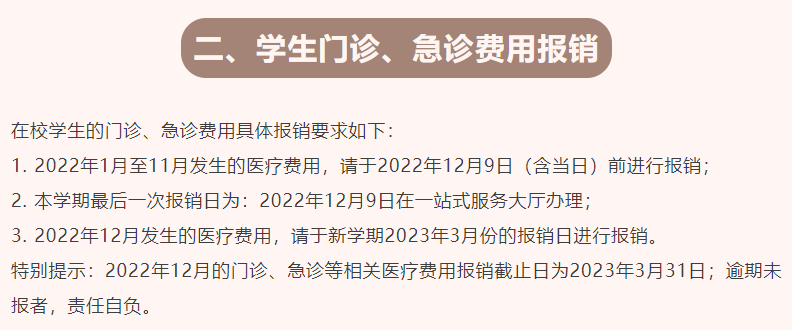 二、学生门诊、急诊费用报销
在校学生的门诊、急诊费用具体报销要求如下：
1. 2022年1月至11月发生的医疗费用，请于2022年12月9日（含当日）前进行报销；
2. 本学期最后一次报销日为：2022年12月9日在一站式服务大厅办理；
3. 2022年12月发生的医疗费用，请于新学期2023年3月份的报销日进行报销。
特别提示：2022年12月的门诊、急诊等相关医疗费用报销截止日为2023年3月31日；逾期未
报者，责任自负。